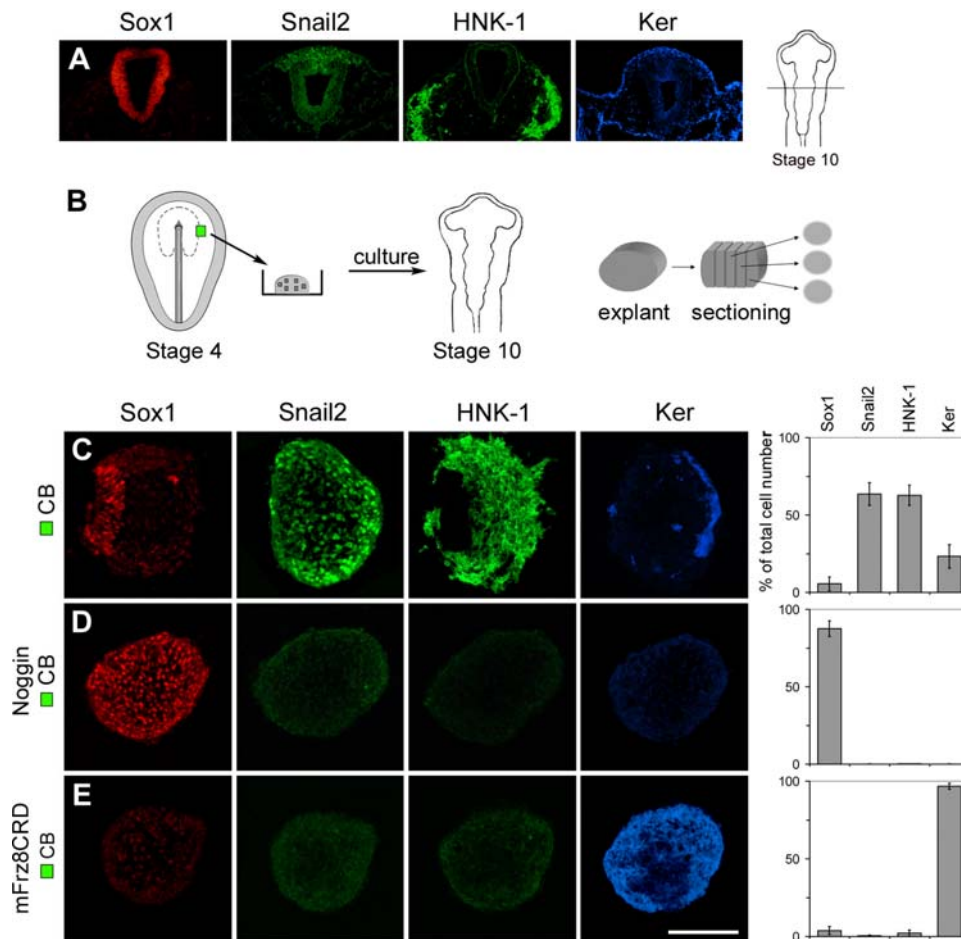 Sox1 Snail2 HNK-1 Ker
A
Stage 10
B
culture
Stage 4
Stage 10
explant sectioning
Sox1 Snail2 HNK-1 Ker
Sox1 Snail2 HNK-1 Ker
C
CB
% of total cell number
100
50
0
D
Noggin
CB
100
50
0
E
mFrz8CRD
CB
100
50
0